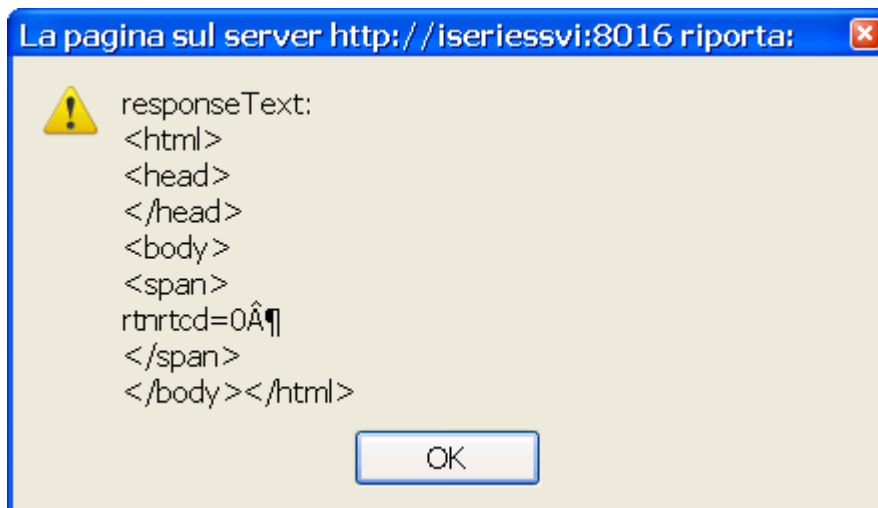 La pagina sul server http://iseriessvi:8016 riporta:
responseText:
<html>
<head>
</head>
<body>
<span>
rtnrtcd=0Â¶
</span>
</body></html>
OK